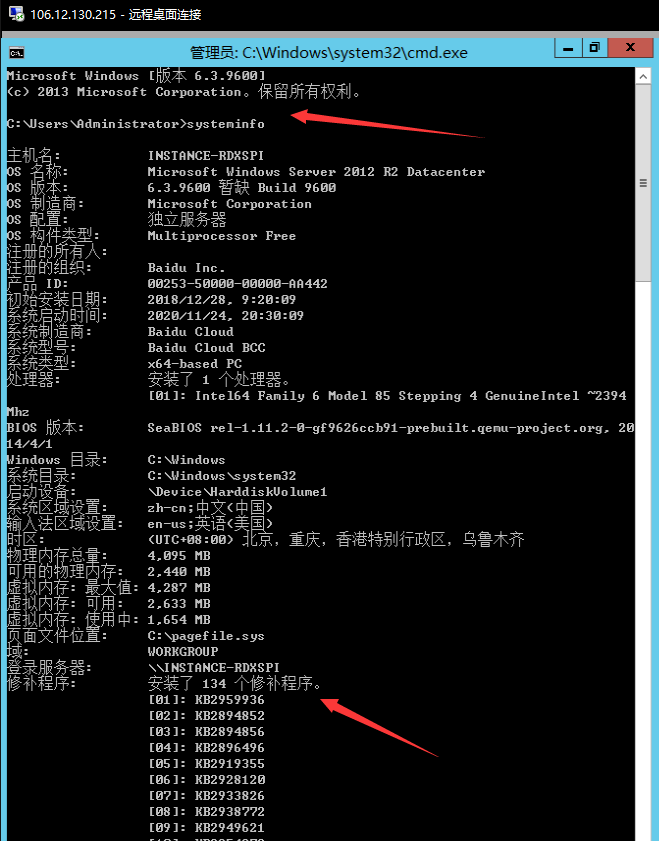 106.12.130.215 - 远程桌面连接
管理员: C:\Windows\system32\cmd.exe
Microsoft Windows [版本 6.3.9600]
(c) 2013 Microsoft Corporation。保留所有权利。
C:\Users\Administrator>systeminfo
主机名:           INSTANCE-RDXSPI
OS 名称:          Microsoft Windows Server 2012 R2 Datacenter
OS 版本:          6.3.9600 暂缺 Build 9600
OS 制造商:        Microsoft Corporation
OS 配置:          独立服务器
OS 构件类型:      Multiprocessor Free
注册的所有人:
注册的组织:       Baidu Inc.
产品 ID:          00253-50000-00000-AA442
初始安装日期:     2018/12/28, 9:20:09
系统启动时间:     2020/11/24, 20:30:09
系统制造商:       Baidu Cloud
系统型号:         Baidu Cloud BCC
系统类型:         x64-based PC
处理器:           安装了 1 个处理器。
[01]: Intel64 Family 6 Model 85 Stepping 4 GenuineIntel ~2394
Mhz
BIOS 版本:        SeaBIOS rel-1.11.2-0-gf9626ccb91-prebuilt.qemu-project.org, 20
14/4/1
Windows 目录:     C:\Windows
系统目录:         C:\Windows\system32
启动设备:         \Device\HarddiskVolume1
系统区域设置:     zh-cn;中文(中国)
输入法区域设置:   en-us;英语(美国)
时区:             (UTC+08:00) 北京，重庆，香港特别行政区，乌鲁木齐
物理内存总量:     4,095 MB
可用的物理内存:   2,440 MB
虚拟内存: 最大值: 4,287 MB
虚拟内存: 可用:   2,633 MB
虚拟内存: 使用中: 1,654 MB
页面文件位置:     C:\pagefile.sys
域:               WORKGROUP
登录服务器:       \\INSTANCE-RDXSPI
修补程序:         安装了 134 个修补程序。
[01]: KB2959936
[02]: KB2894852
[03]: KB2894856
[04]: KB2896496
[05]: KB2919355
[06]: KB2928120
[07]: KB2933826
[08]: KB2938772
[09]: KB2949621